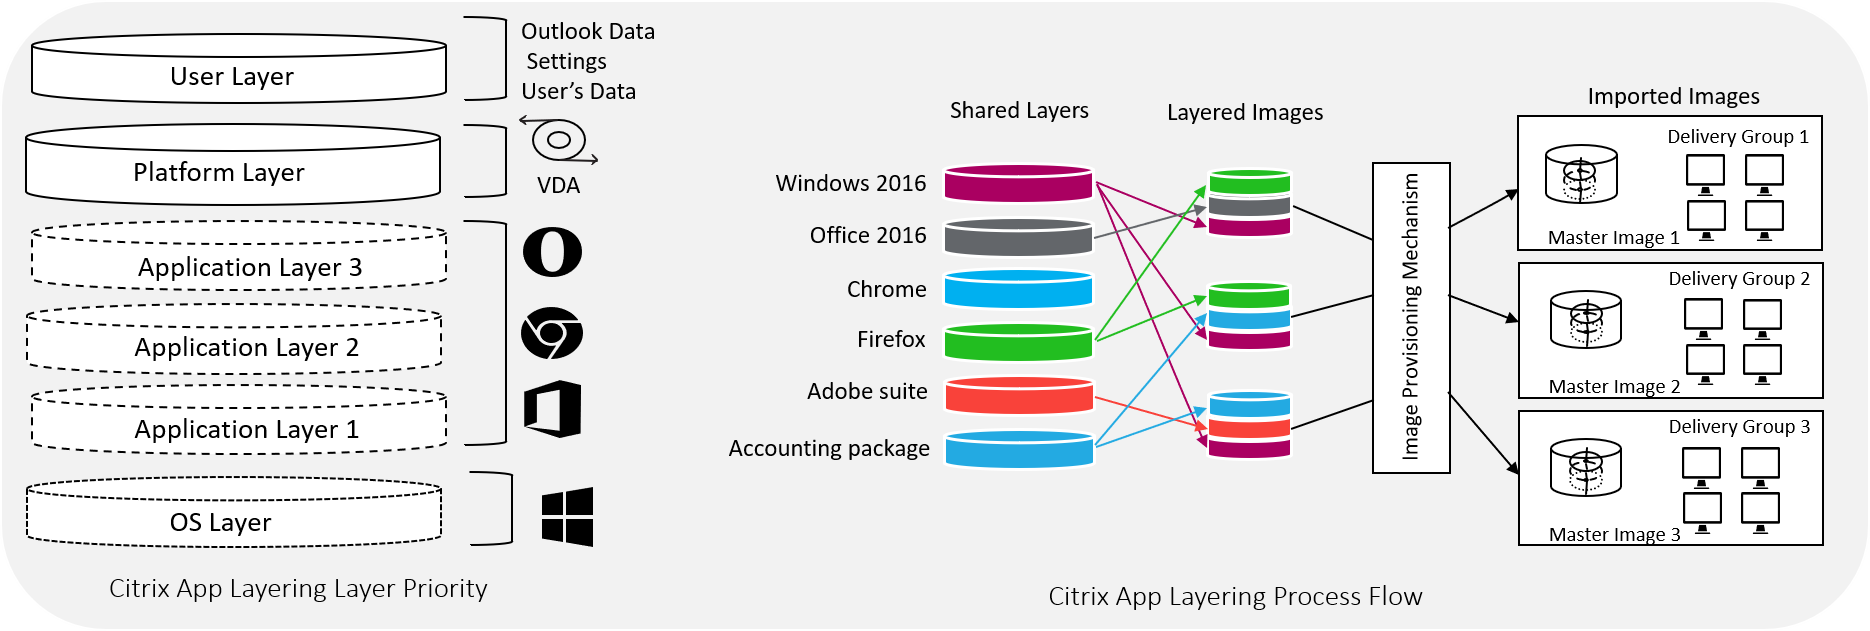 User Layer
Outlook Data
Settings
User's Data
Platform Layer
VDA
Application Layer 3
Application Layer 2
Application Layer 1
OS Layer
Citrix App Layering Layer Priority
Shared Layers
Layered Images
Imported Images
Windows 2016
Office 2016
Chrome
Firefox
Adobe suite
Accounting package
Image Provisioning Mechanism
Delivery Group 1
Master Image 1
Delivery Group 2
Master Image 2
Delivery Group 3
Master Image 3
Citrix App Layering Process Flow